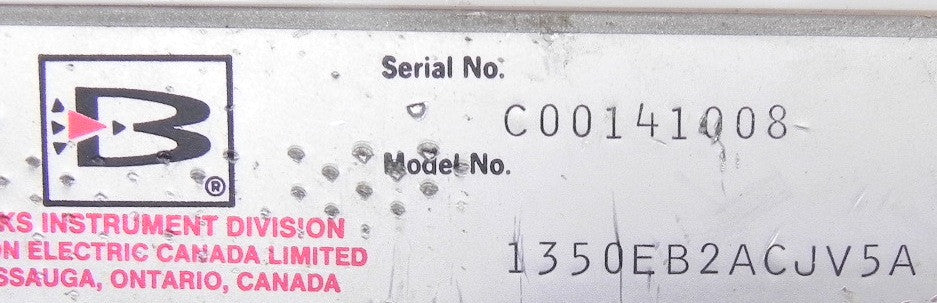 B
®
KS INSTRUMENT DIVISION
ON ELECTRIC CANADA LIMITED
SSAUGA, ONTARIO, CANADA
Serial No.
C00141008-
Model No.
1350EB2ACJV5A